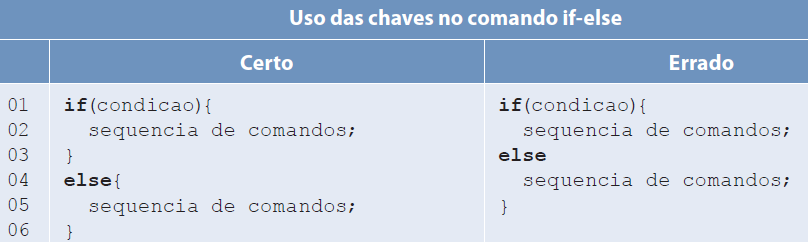 Uso das chaves no comando if-else
Certo Errado
01 if(condicao){ if(condicao){
02 sequencia de comandos; sequencia de comandos;
03 } else
04 else{ sequencia de comandos;
05 sequencia de comandos; }
06 }